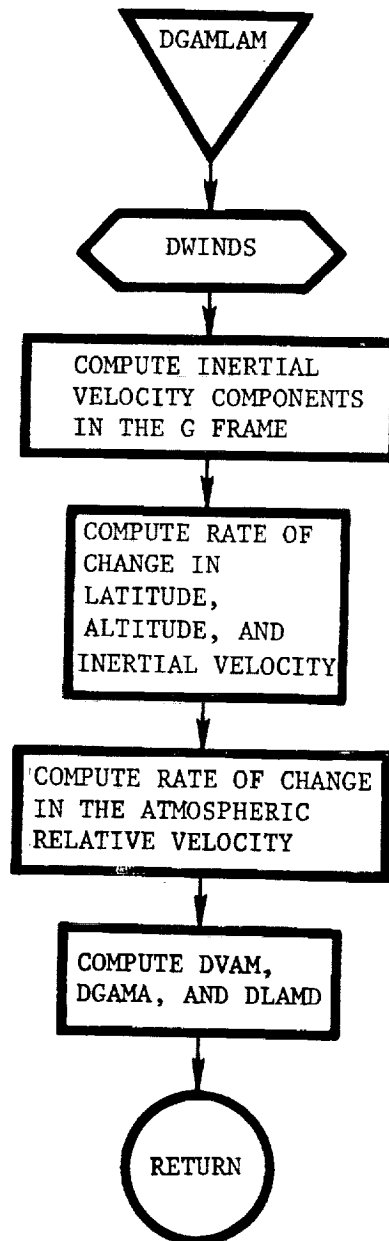 DGAMLAM
DWINDS
COMPUTE INERTIAL
VELOCITY COMPONENTS
IN THE G FRAME
COMPUTE RATE OF
CHANGE IN
LATITUDE,
ALTITUDE, AND
INERTIAL VELOCITY
COMPUTE RATE OF CHANGE
IN THE ATMOSPHERIC
RELATIVE VELOCITY
COMPUTE DVAM,
DGAMA, AND DLAMD
RETURN